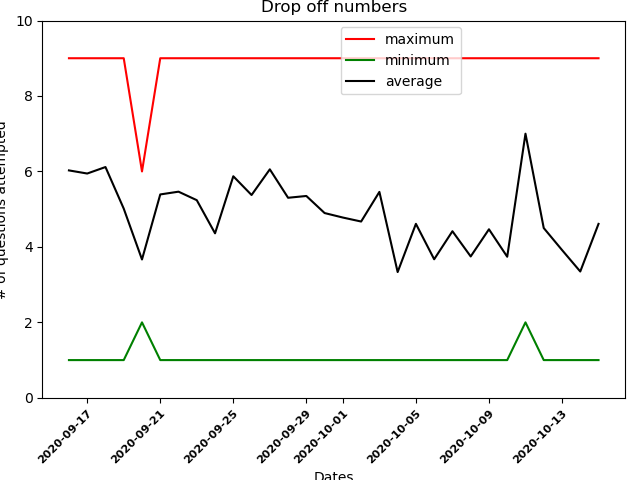 Drop off numbers
10
8
6
4
2
0
# of questions attempted
maximum
minimum
average
2020-09-17
2020-09-21
2020-09-25
2020-09-29
2020-10-01
2020-10-05
2020-10-09
2020-10-13
Dates